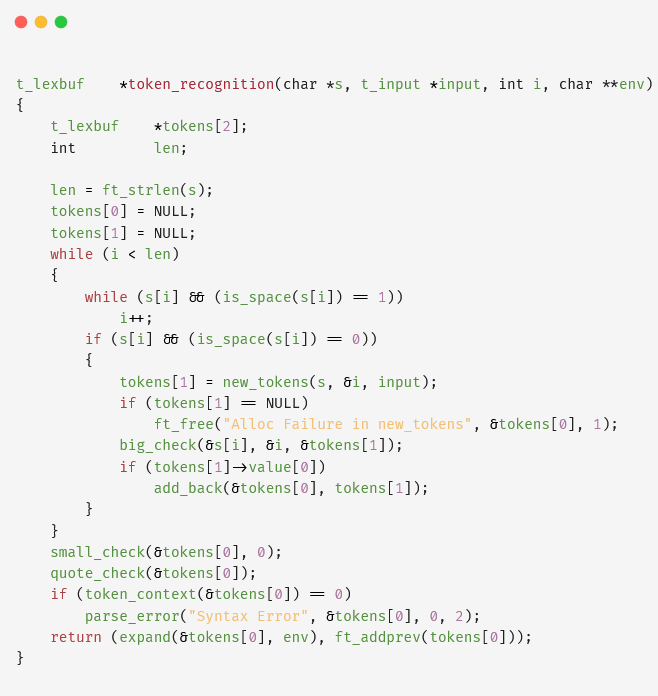 t_lexbuf    *token_recognition(char *s, t_input *input, int i, char **env)
{
    t_lexbuf    *tokens[2];
    int         len;

    len = ft_strlen(s);
    tokens[0] = NULL;
    tokens[1] = NULL;
    while (i < len)
    {
        while (s[i] && (is_space(s[i]) == 1))
            i++;
        if (s[i] && (is_space(s[i]) == 0))
        {
            tokens[1] = new_tokens(s, &i, input);
            if (tokens[1] == NULL)
                ft_free("Alloc Failure in new_tokens", &tokens[0], 1);
            big_check(&s[i], &i, &tokens[1]);
            if (tokens[1]->value[0])
                add_back(&tokens[0], tokens[1]);
        }
    }
    small_check(&tokens[0], 0);
    quote_check(&tokens[0]);
    if (token_context(&tokens[0]) == 0)
        parse_error("Syntax Error", &tokens[0], 0, 2);
    return (expand(&tokens[0], env), ft_addprev(tokens[0]));
}